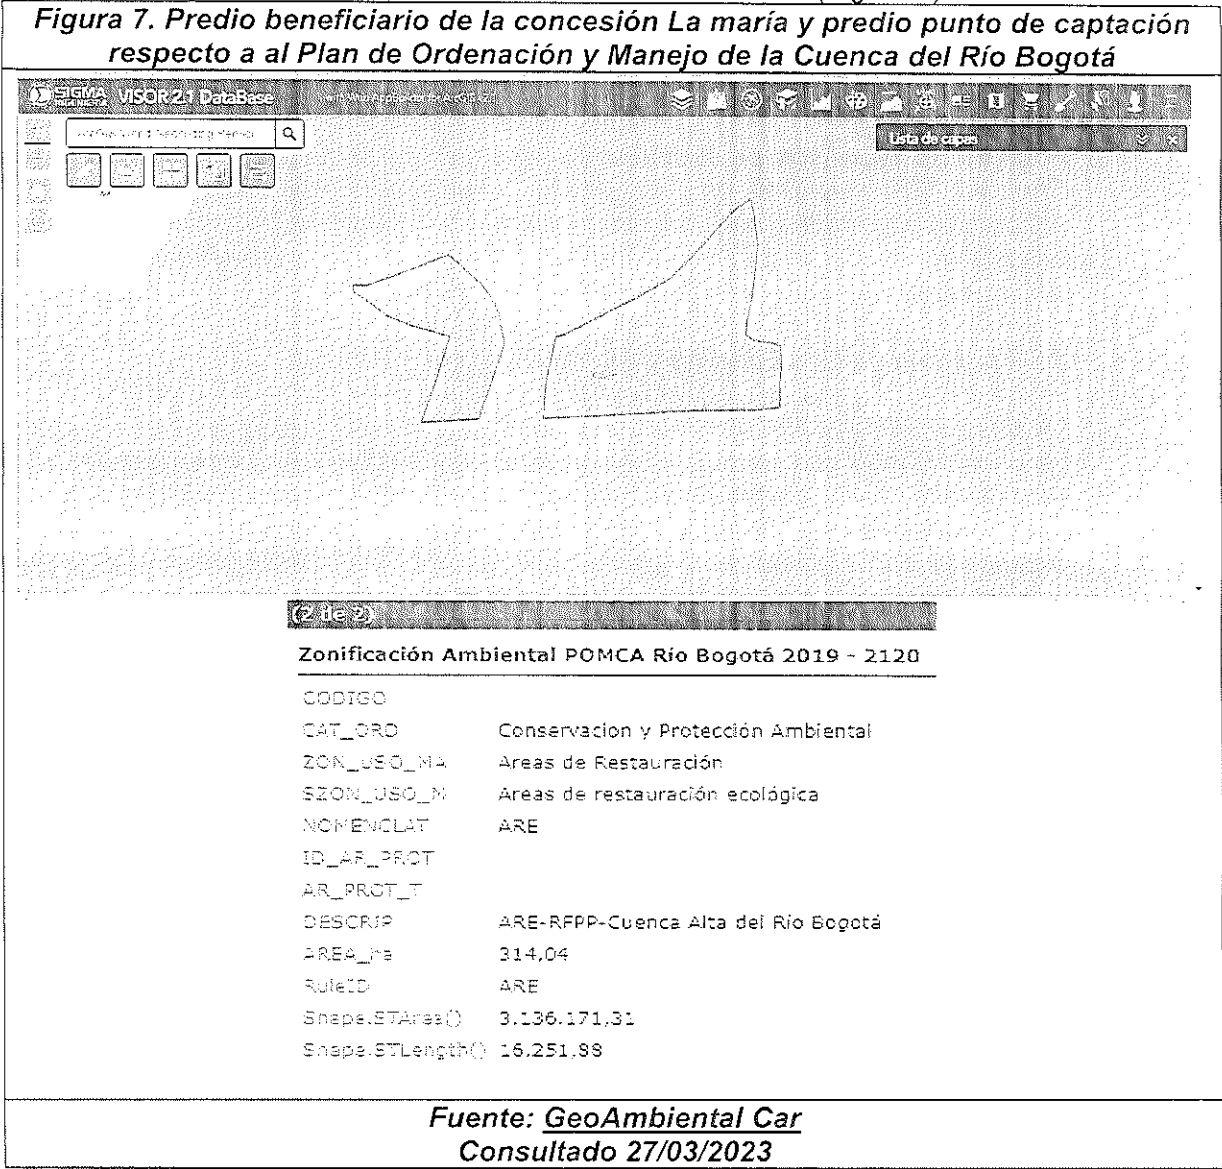 Figura 7. Predio beneficiario de la concesión La maría y predio punto de captación
respecto a al Plan de Ordenación y Manejo de la Cuenca del Río Bogotá
SIGMA
INGENIERÍA
VISOR 2.1 DataBase
Lista de capas
(2 de 2)
Zonificación Ambiental POMCA Río Bogotá 2019 - 2120
CODIGO
CAT_ORD Conservacion y Protección Ambiental
ZON_USO_MA Areas de Restauración
SZON_USO_M Areas de restauración ecológica
NOMENCLAT ARE
ID_AR_PROT
AR_PROT_T
DESCRIP ARE-RFPP-Cuenca Alta del Río Bogotá
AREA_ha 314,04
RuleID ARE
Shape.STArea() 3.136.171,31
Shape.STLength() 16.251,88
Fuente: GeoAmbiental Car
Consultado 27/03/2023